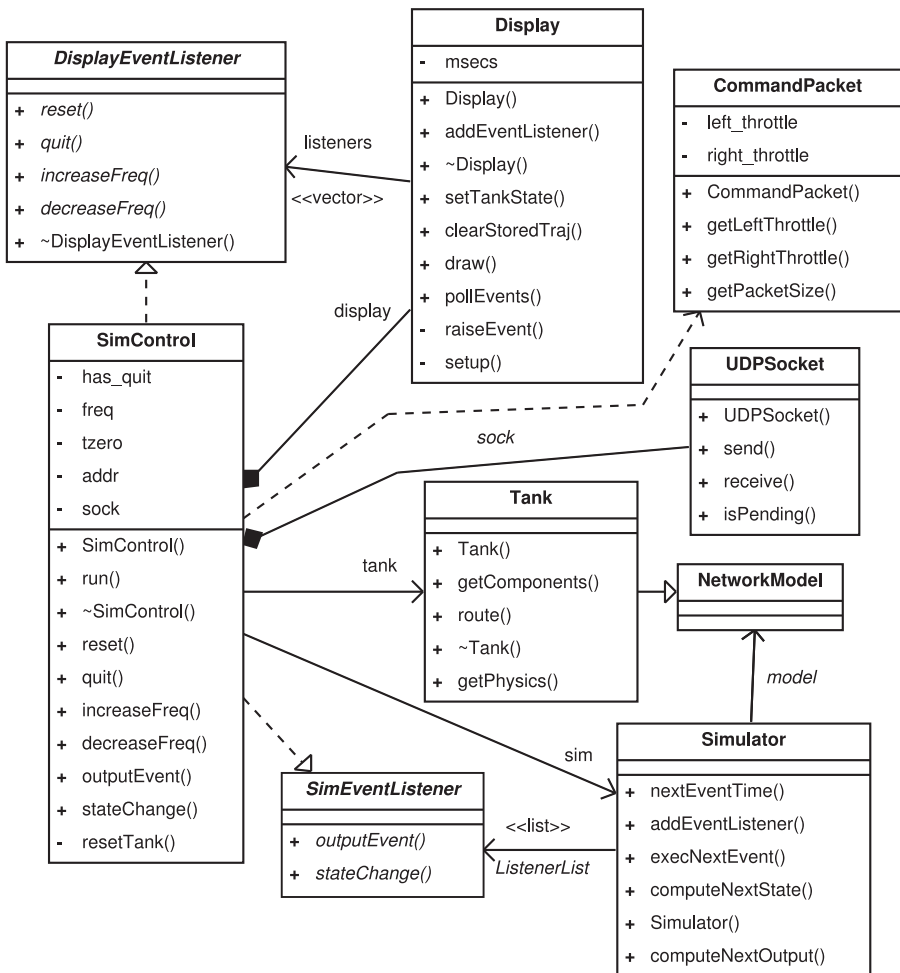 DisplayEventListener
+ reset()
+ quit()
+ increaseFreq()
+ decreaseFreq()
+ ~DisplayEventListener()
Display
- msecs
+ Display()
+ addEventListener()
+ ~Display()
+ setTankState()
+ clearStoredTraj()
+ draw()
+ pollEvents()
- raiseEvent()
- setup()
CommandPacket
- left_throttle
- right_throttle
+ CommandPacket()
+ getLeftThrottle()
+ getRightThrottle()
+ getPacketSize()
listeners
<<vector>>
display
SimControl
- has_quit
- freq
- tzero
- addr
- sock
+ SimControl()
+ run()
+ ~SimControl()
+ reset()
+ quit()
+ increaseFreq()
+ decreaseFreq()
+ outputEvent()
+ stateChange()
- resetTank()
UDPSocket
+ UDPSocket()
+ send()
+ receive()
+ isPending()
sock
tank
Tank
+ Tank()
+ getComponents()
+ route()
+ ~Tank()
+ getPhysics()
NetworkModel
model
sim
SimEventListener
+ outputEvent()
+ stateChange()
<<list>>
ListenerList
Simulator
+ nextEventTime()
+ addEventListener()
+ execNextEvent()
+ computeNextState()
+ Simulator()
+ computeNextOutput()